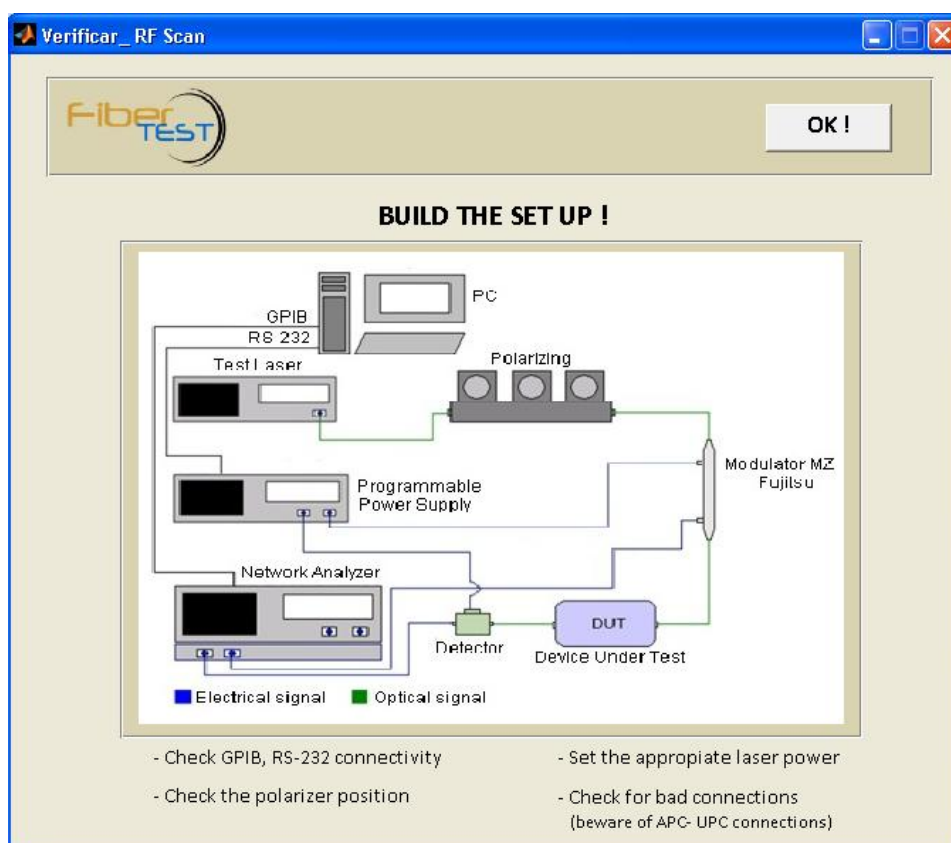 Verificar_ RF Scan
Fiber
TEST
OK !
BUILD THE SET UP !
PC
GPIB
RS 232
Test Laser
Polarizing
Modulator MZ
Fujitsu
Programmable
Power Supply
Network Analyzer
DUT
Detector
Device Under Test
Electrical signal
Optical signal
- Check GPIB, RS-232 connectivity
- Set the appropiate laser power
- Check the polarizer position
- Check for bad connections
(beware of APC- UPC connections)